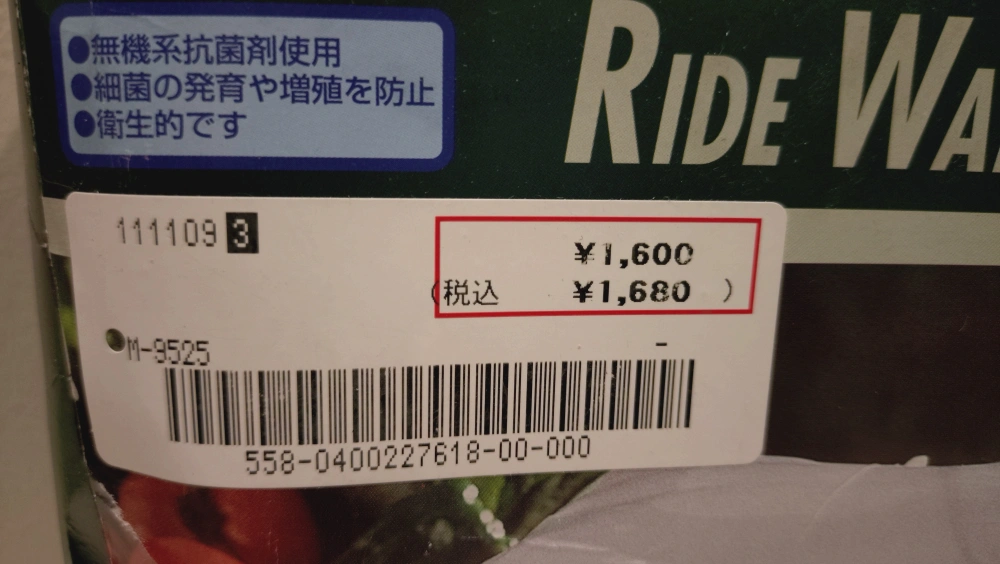 ●無機系抗菌剤使用
●細菌の発育や増殖を防止
●衛生的です
RIDE WA
111109 3
¥1,600
(税込 ¥1,680 )
M-9525 -
558-0400227618-00-000